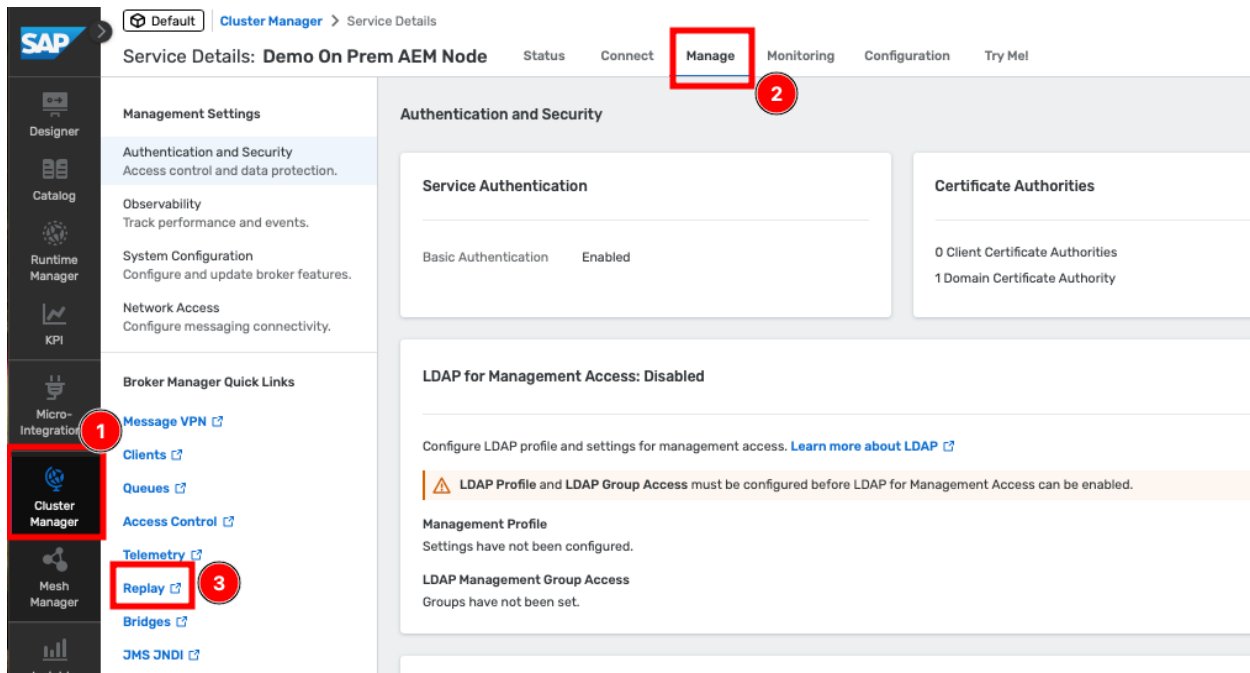 SAP
Default
Cluster Manager > Service Details
Service Details: Demo On Prem AEM Node
Status
Connect
Manage
Monitoring
Configuration
Try Me!
2
Designer
Catalog
Runtime
Manager
KPI
Micro-
Integration
1
Cluster
Manager
Mesh
Manager
Management Settings
Authentication and Security
Access control and data protection.
Observability
Track performance and events.
System Configuration
Configure and update broker features.
Network Access
Configure messaging connectivity.
Broker Manager Quick Links
Message VPN
Clients
Queues
Access Control
Telemetry
Replay
3
Bridges
JMS JNDI
Authentication and Security
Service Authentication
Basic Authentication Enabled
Certificate Authorities
0 Client Certificate Authorities
1 Domain Certificate Authority
LDAP for Management Access: Disabled
Configure LDAP profile and settings for management access. Learn more about LDAP
LDAP Profile and LDAP Group Access must be configured before LDAP for Management Access can be enabled.
Management Profile
Settings have not been configured.
LDAP Management Group Access
Groups have not been set.